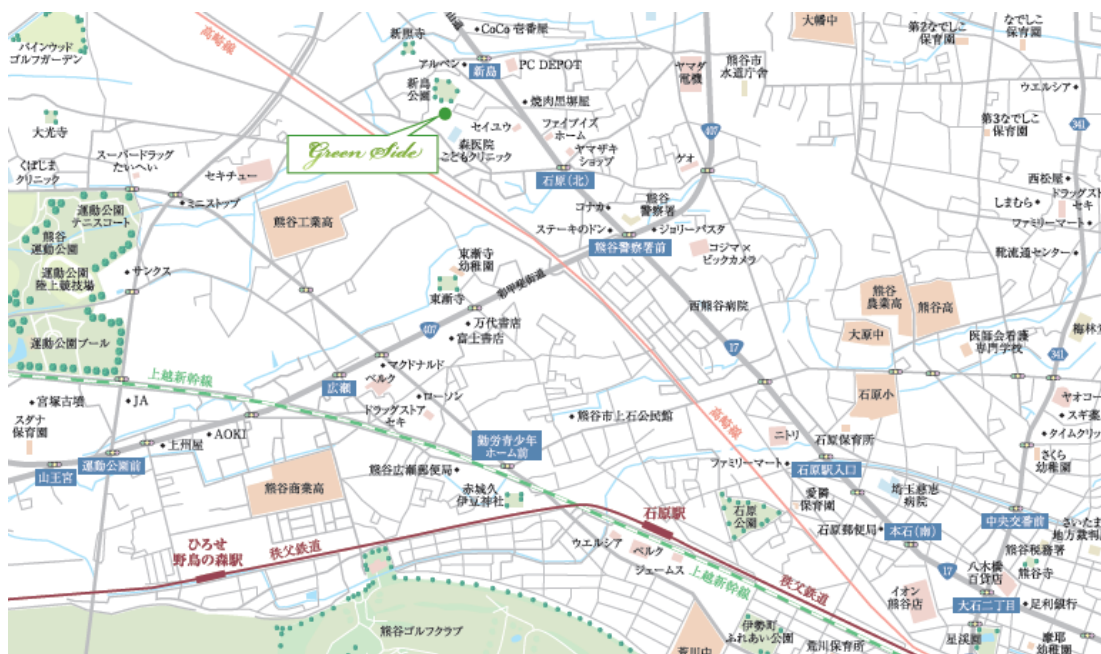 高崎線
新恩寺
CoCo壱番屋
大幡中
第2なでしこ
保育園
なでしこ
保育園
パインウッド
ゴルフガーデン
アルペン
新島
PC DEPOT
ヤマダ
電機
熊谷市
水道庁舎
新島
公園
焼肉黒塀屋
ウエルシア
大光寺
Green Side
セイユウ
森医院
こどもクリニック
ファイブイズ
ホーム
ヤマザキ
ショップ
407
第3なでしこ
保育園
341
くぼじま
クリニック
スーパードラッグ
たいへい
セキチュー
石原(北)
ゲオ
西松屋
ドラッグストア
セキ
運動公園
テニスコート
ミニストップ
熊谷工業高
コナカ
熊谷
警察署
しまむら
ファミリーマート
熊谷
運動公園
ステーキのドン
ジョリーパスタ
熊谷警察署前
コジマ×
ビックカメラ
靴流通センター
運動公園
陸上競技場
サンクス
東漸寺
幼稚園
東漸寺
彩甲斐街道
西熊谷病院
熊谷
農業高
熊谷高
運動公園プール
407
万代書店
富士書店
17
大原中
医師会看護
専門学校
梅林堂
341
上越新幹線
広瀬
マクドナルド
ベルク
ローソン
ドラッグストア
セキ
熊谷市上石公民館
高崎線
石原小
ヤオコー
スギ薬
宮塚古墳
JA
スダナ
保育園
上州屋
AOKI
勤労青少年
ホーム前
ニトリ
石原保育所
タイムクリッ
さくら
幼稚園
山王宮
運動公園前
熊谷商業高
熊谷広瀬郵便局
赤城久
伊豆神社
ファミリーマート
石原駅入口
愛隣
保育園
埼玉慈恵
病院
中央交番前
石原駅
石原
公園
石原郵便局
本石(南)
さいたま
地方裁判
ひろせ
野鳥の森駅
秩父鉄道
ウエルシア
ベルク
ジェームス
上越新幹線
秩父鉄道
17
八木橋
百貨店
熊谷税務署
熊谷寺
イオン
熊谷店
大石二丁目
足利銀行
熊谷ゴルフクラブ
荒川中
伊勢町
ふれあい公園
荒川保育所
星渓園
摩耶
幼稚園